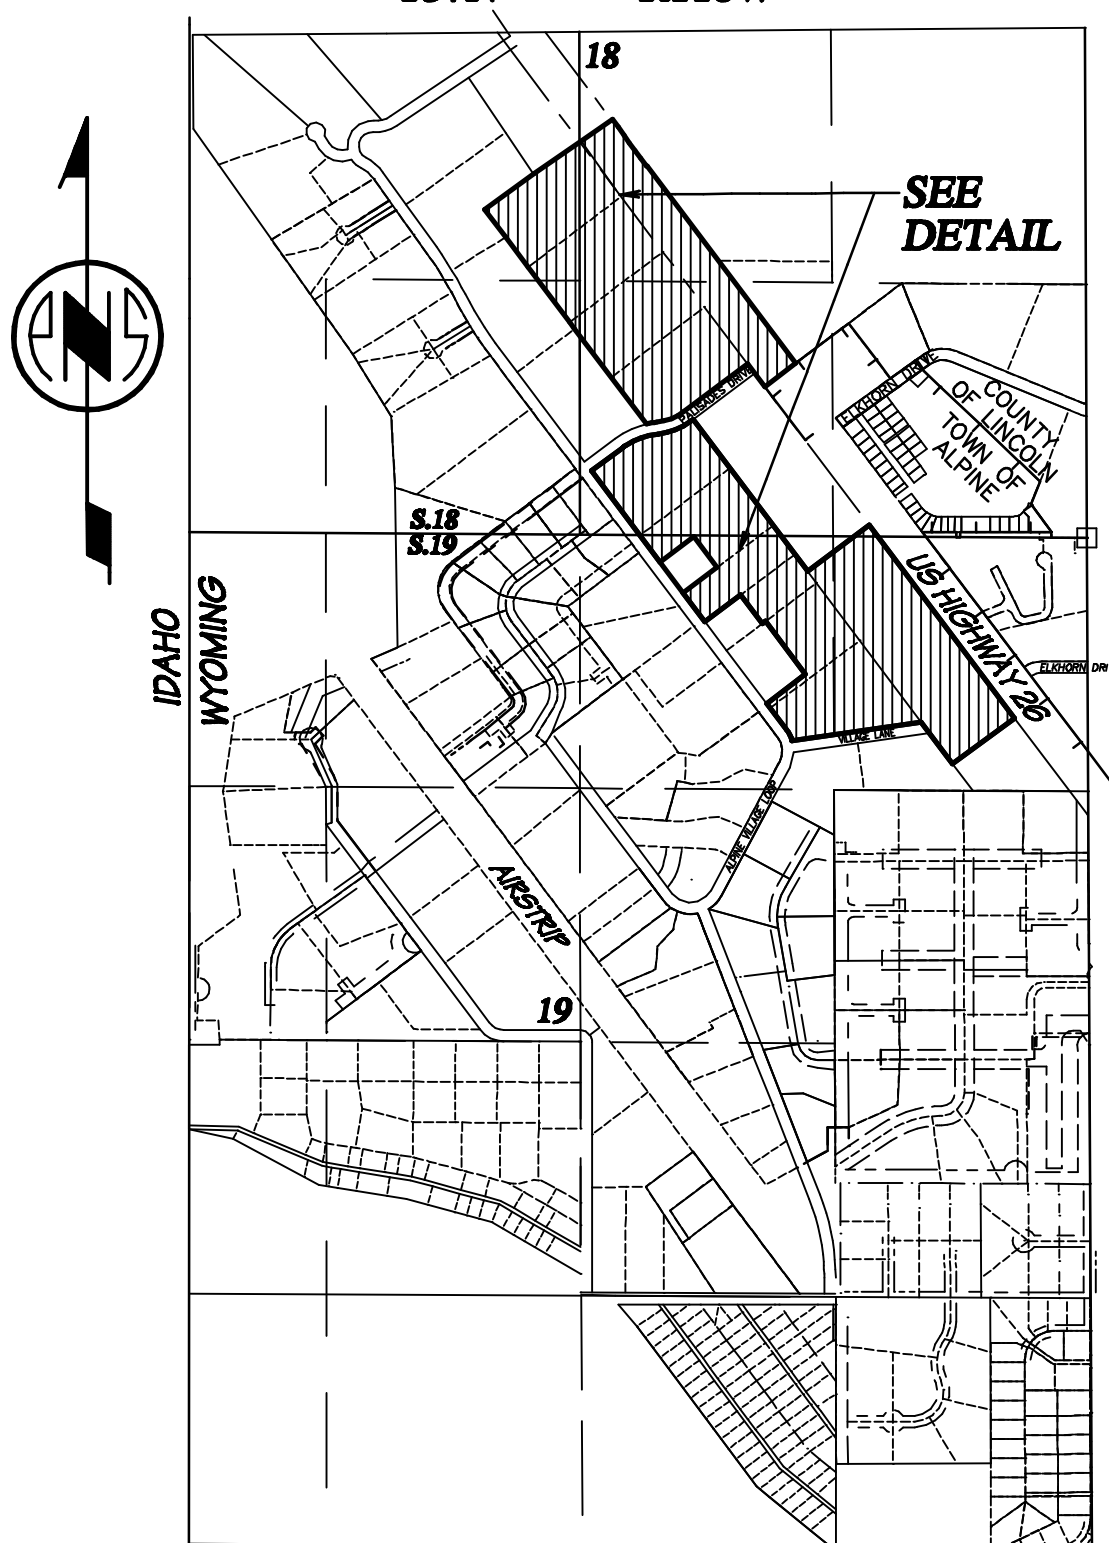 18
SEE
DETAIL
PALISADES DRIVE
ELKHORN DRIVE
COUNTY
OF LINCOLN
TOWN OF
ALPINE
S.18
S.19
US HIGHWAY 26
IDAHO
WYOMING
ELKHORN DRI
VILLAGE LANE
ALPINE VILLAGE LOOP
AIRSTRIP
19